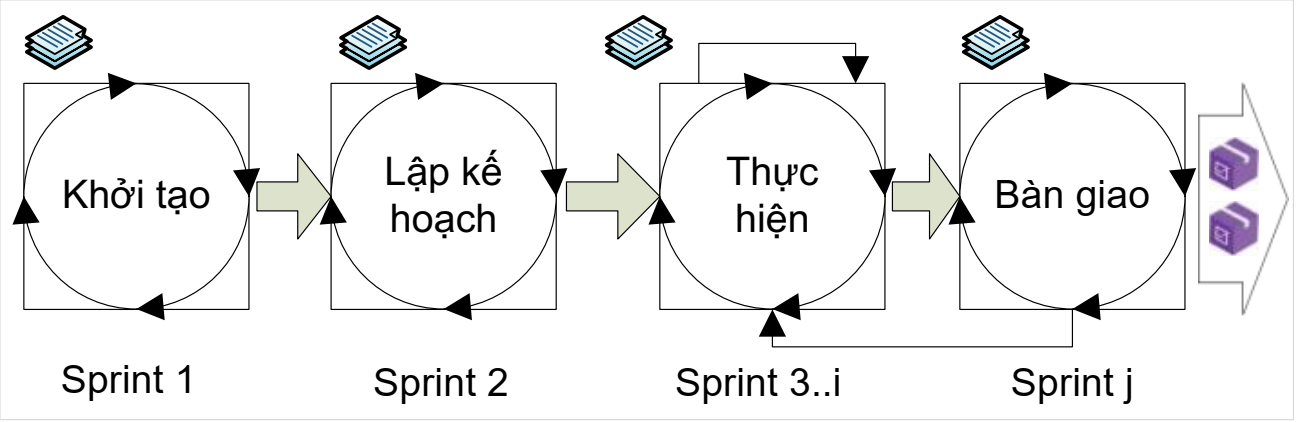 Khởi tạo
Lập kế
hoạch
Thực
hiện
Bàn giao
Sprint 1
Sprint 2
Sprint 3..i
Sprint j